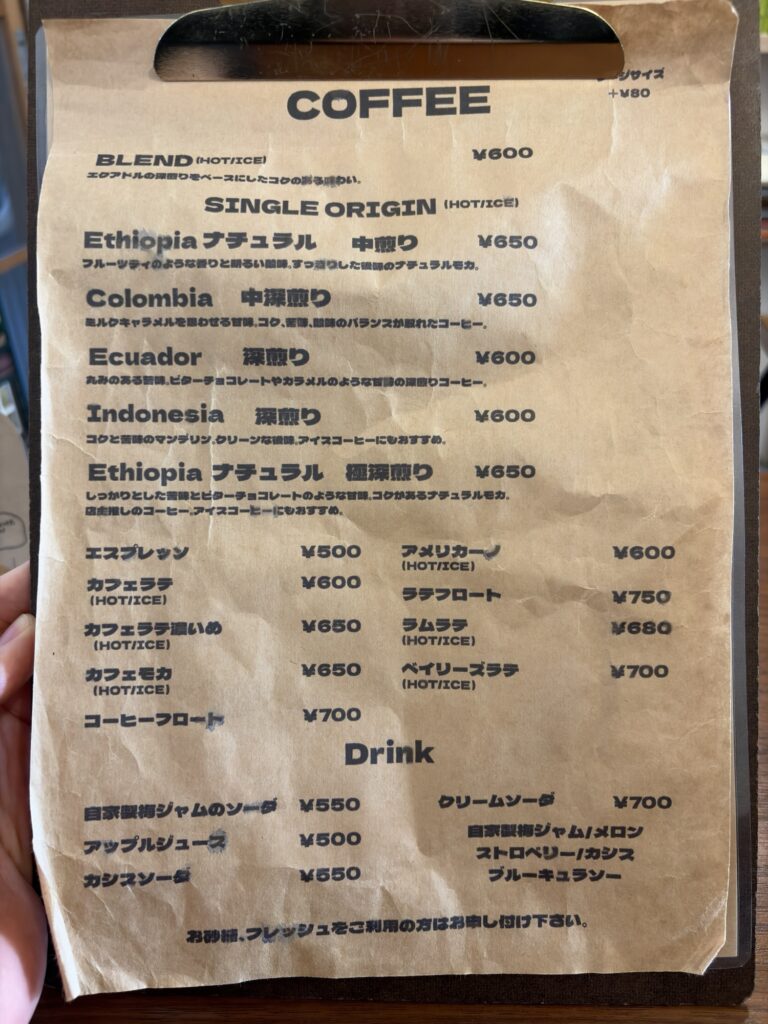 ジサイズ
+¥80
COFFEE
BLEND (HOT/ICE) ¥600
エクアドルの深煎りをベースにしたコクのある味わい。
SINGLE ORIGIN (HOT/ICE)
Ethiopia ナチュラル 中煎り ¥650
フルーツティのような香りと明るい酸味。すっきりした後味のナチュラルモカ。
Colombia 中深煎り ¥650
ミルクキャラメルを思わせる甘味。コク、苦味、酸味のバランスが取れたコーヒー。
Ecuador 深煎り ¥600
丸みのある苦味。ビターチョコレートやカラメルのような甘味の深煎りコーヒー。
Indonesia 深煎り ¥600
コクと苦味のマンデリン。クリーンな後味。アイスコーヒーにもおすすめ。
Ethiopia ナチュラル 極深煎り ¥650
しっかりとした苦味とビターチョコレートのような甘味。コクがあるナチュラルモカ。
店主推しのコーヒー。アイスコーヒーにもおすすめ。
エスプレッソ ¥500
カフェラテ ¥600
(HOT/ICE)
カフェラテ濃いめ ¥650
(HOT/ICE)
カフェモカ ¥650
(HOT/ICE)
コーヒーフロート ¥700
アメリカーノ ¥600
(HOT/ICE)
ラテフロート ¥750
ラムラテ ¥680
(HOT/ICE)
ベイリーズラテ ¥700
(HOT/ICE)
Drink
自家製梅ジャムのソーダ ¥550
アップルジュース ¥500
カシスソーダ ¥550
クリームソーダ ¥700
自家製梅ジャム/メロン
ストロベリー/カシス
ブルーキュラソー
お砂糖、フレッシュをご利用の方はお申し付け下さい。